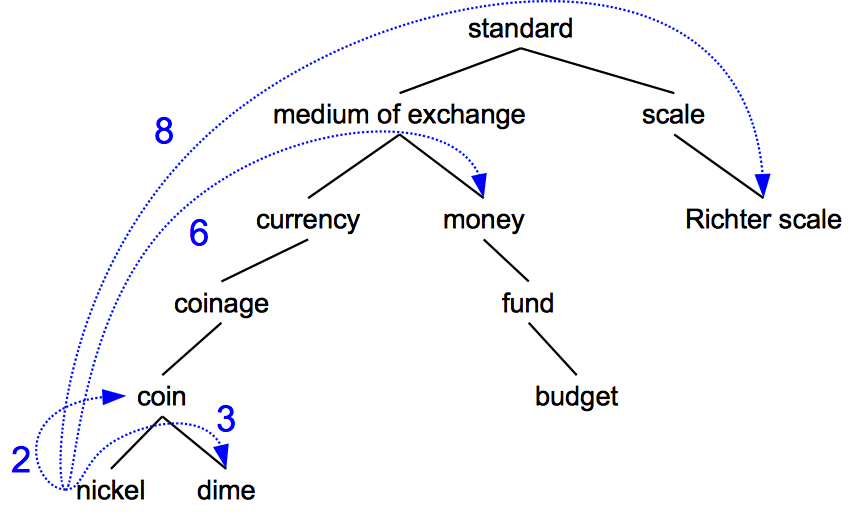 standard
8
medium of exchange
scale
6
currency
money
Richter scale
coinage
fund
coin
budget
3
2
nickel
dime